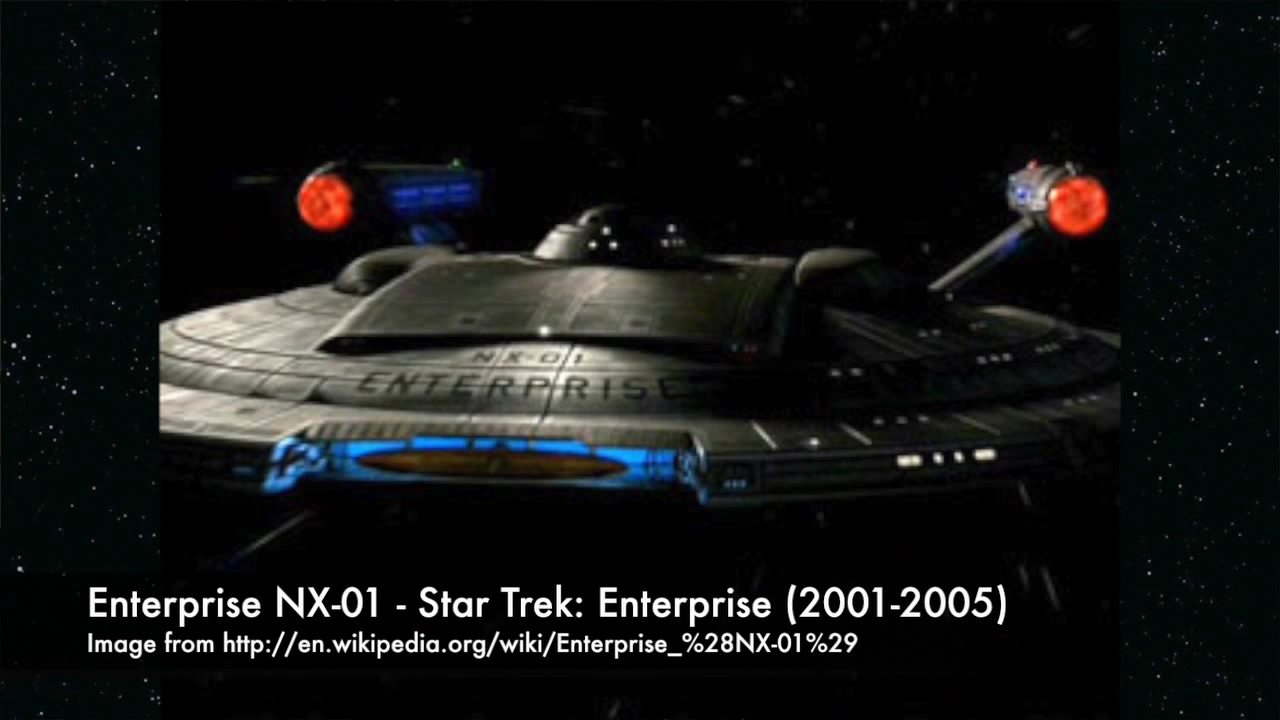 NX-01
ENTERPRISE
Enterprise NX-01 - Star Trek: Enterprise (2001-2005)
Image from http://en.wikipedia.org/wiki/Enterprise_%28NX-01%29